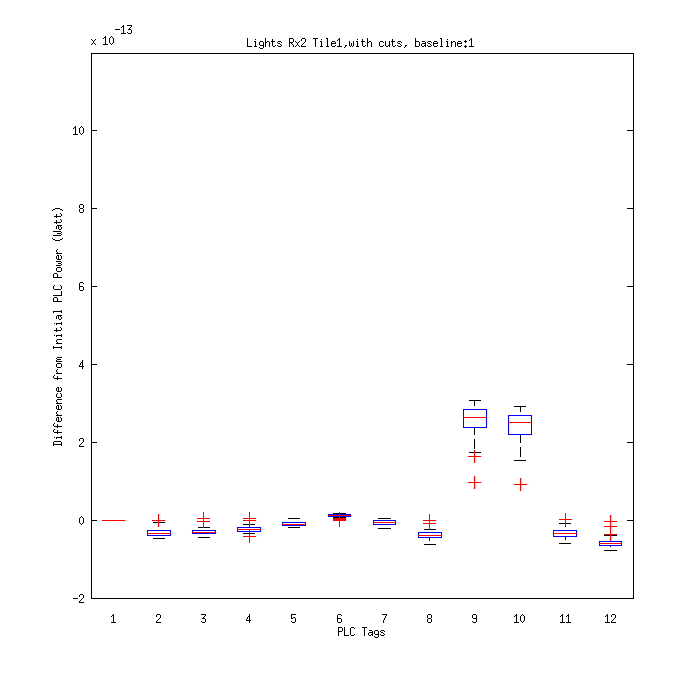 -13
x 10
Lights Rx2 Tile1,with cuts, baseline:1
10
8
6
4
2
0
-2
Difference from Initial PLC Power (Watt)
1 2 3 4 5 6 7 8 9 10 11 12
PLC Tags